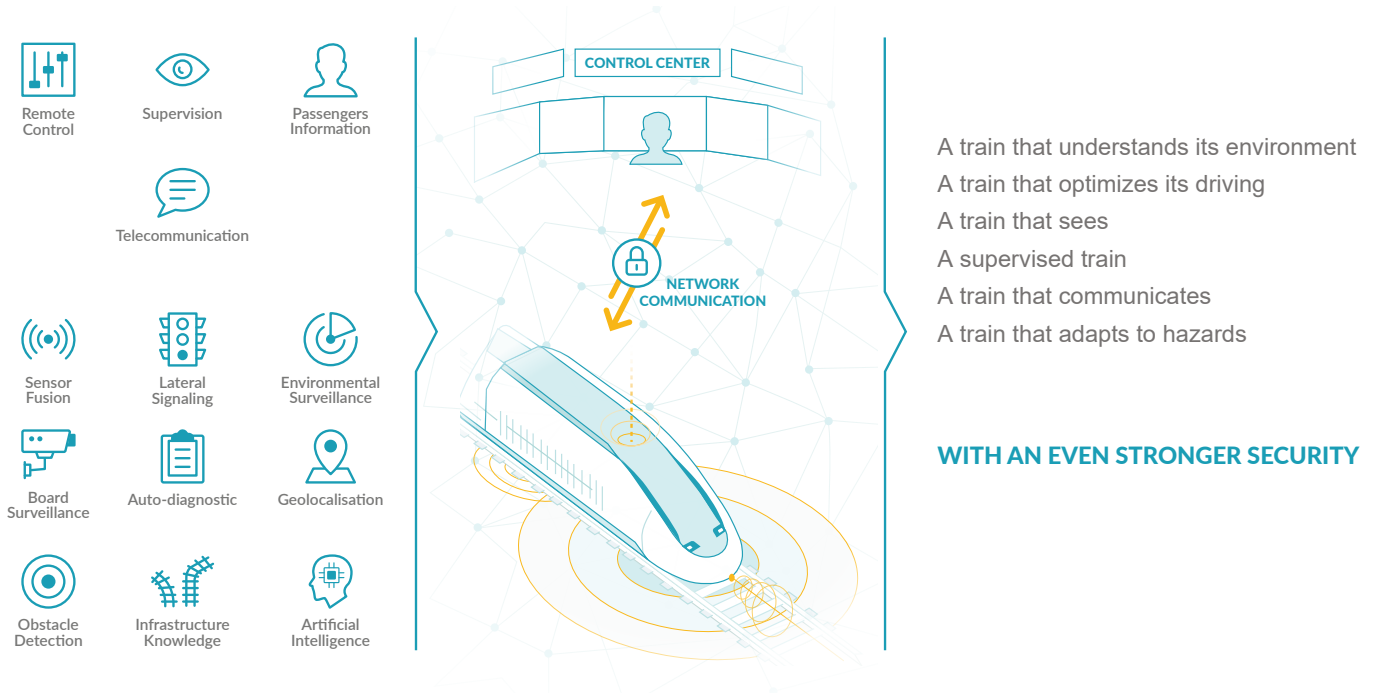 Remote
Control
Supervision
Passengers
Information
Telecommunication
Sensor
Fusion
Lateral
Signaling
Environmental
Surveillance
Board
Surveillance
Auto-diagnostic
Geolocalisation
Obstacle
Detection
Infrastructure
Knowledge
Artificial
Intelligence
CONTROL CENTER
NETWORK
COMMUNICATION
A train that understands its environment
A train that optimizes its driving
A train that sees
A supervised train
A train that communicates
A train that adapts to hazards
WITH AN EVEN STRONGER SECURITY